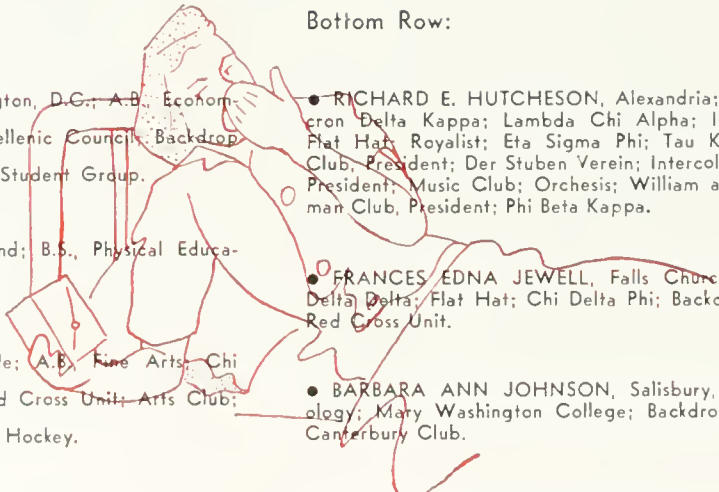 gton, D.C.; A.B., Econom-
ellenic Council; Backdrop
Student Group.
nd; B.S., Physical Educa-
le; A.B., Fine Arts; Chi
d Cross Unit; Arts Club;
Hockey.
Bottom Row:
• RICHARD E. HUTCHESON, Alexandria;
cron Delta Kappa; Lambda Chi Alpha; I
Flat Hat; Royalist; Eta Sigma Phi; Tau K
Club, President; Der Stuben Verein; Intercol
President; Music Club; Orchesis; William a
man Club, President; Phi Beta Kappa.
• FRANCES EDNA JEWELL, Falls Churc
Delta Delta; Flat Hat; Chi Delta Phi; Backd
Red Cross Unit.
• BARBARA ANN JOHNSON, Salisbury,
ology; Mary Washington College; Backdro
Canterbury Club.